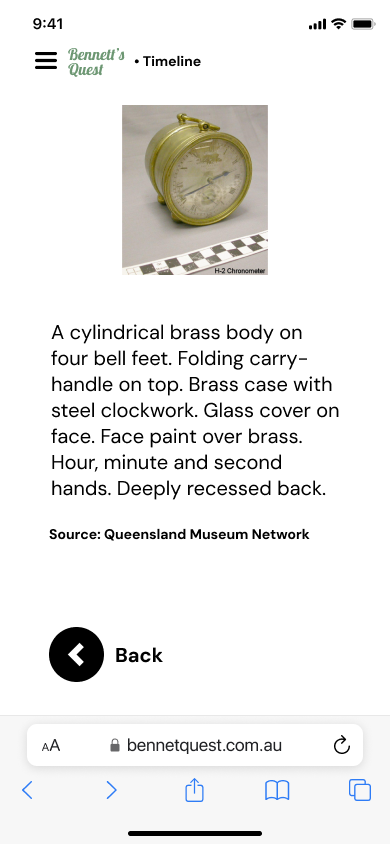 9:41
Bennett's
Quest
• Timeline
H-2 Chronometer
A cylindrical brass body on
four bell feet. Folding carry-
handle on top. Brass case with
steel clockwork. Glass cover on
face. Face paint over brass.
Hour, minute and second
hands. Deeply recessed back.
Source: Queensland Museum Network
Back
AA
bennetquest.com.au